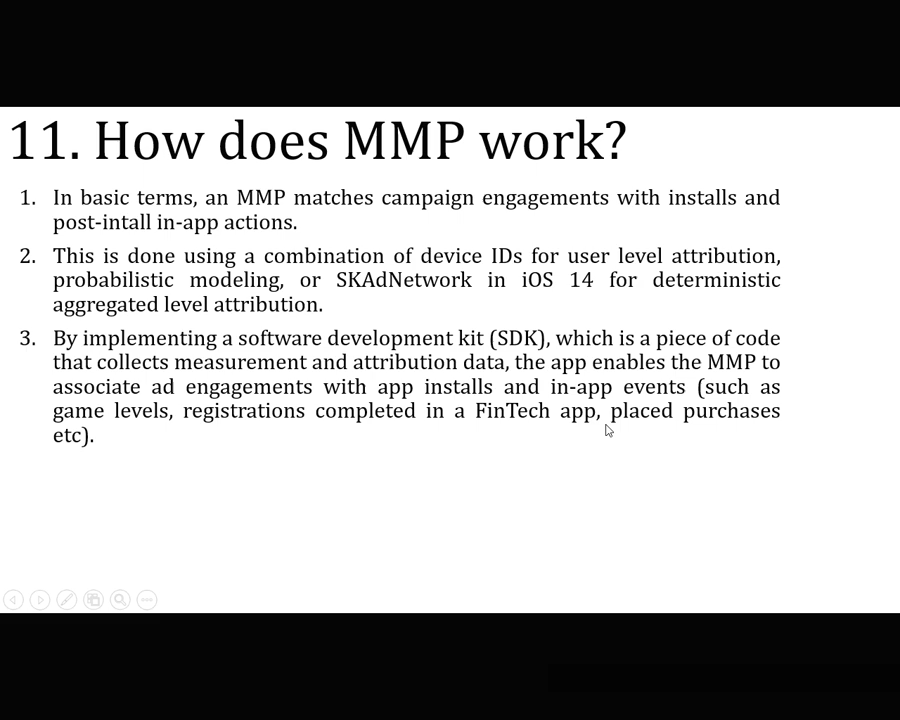 11. How does MMP work?
1. In basic terms, an MMP matches campaign engagements with installs and
post-intall in-app actions.
2. This is done using a combination of device IDs for user level attribution,
probabilistic modeling, or SKAdNetwork in iOS 14 for deterministic
aggregated level attribution.
3. By implementing a software development kit (SDK), which is a piece of code
that collects measurement and attribution data, the app enables the MMP to
associate ad engagements with app installs and in-app events (such as
game levels, registrations completed in a FinTech app, placed purchases
etc).